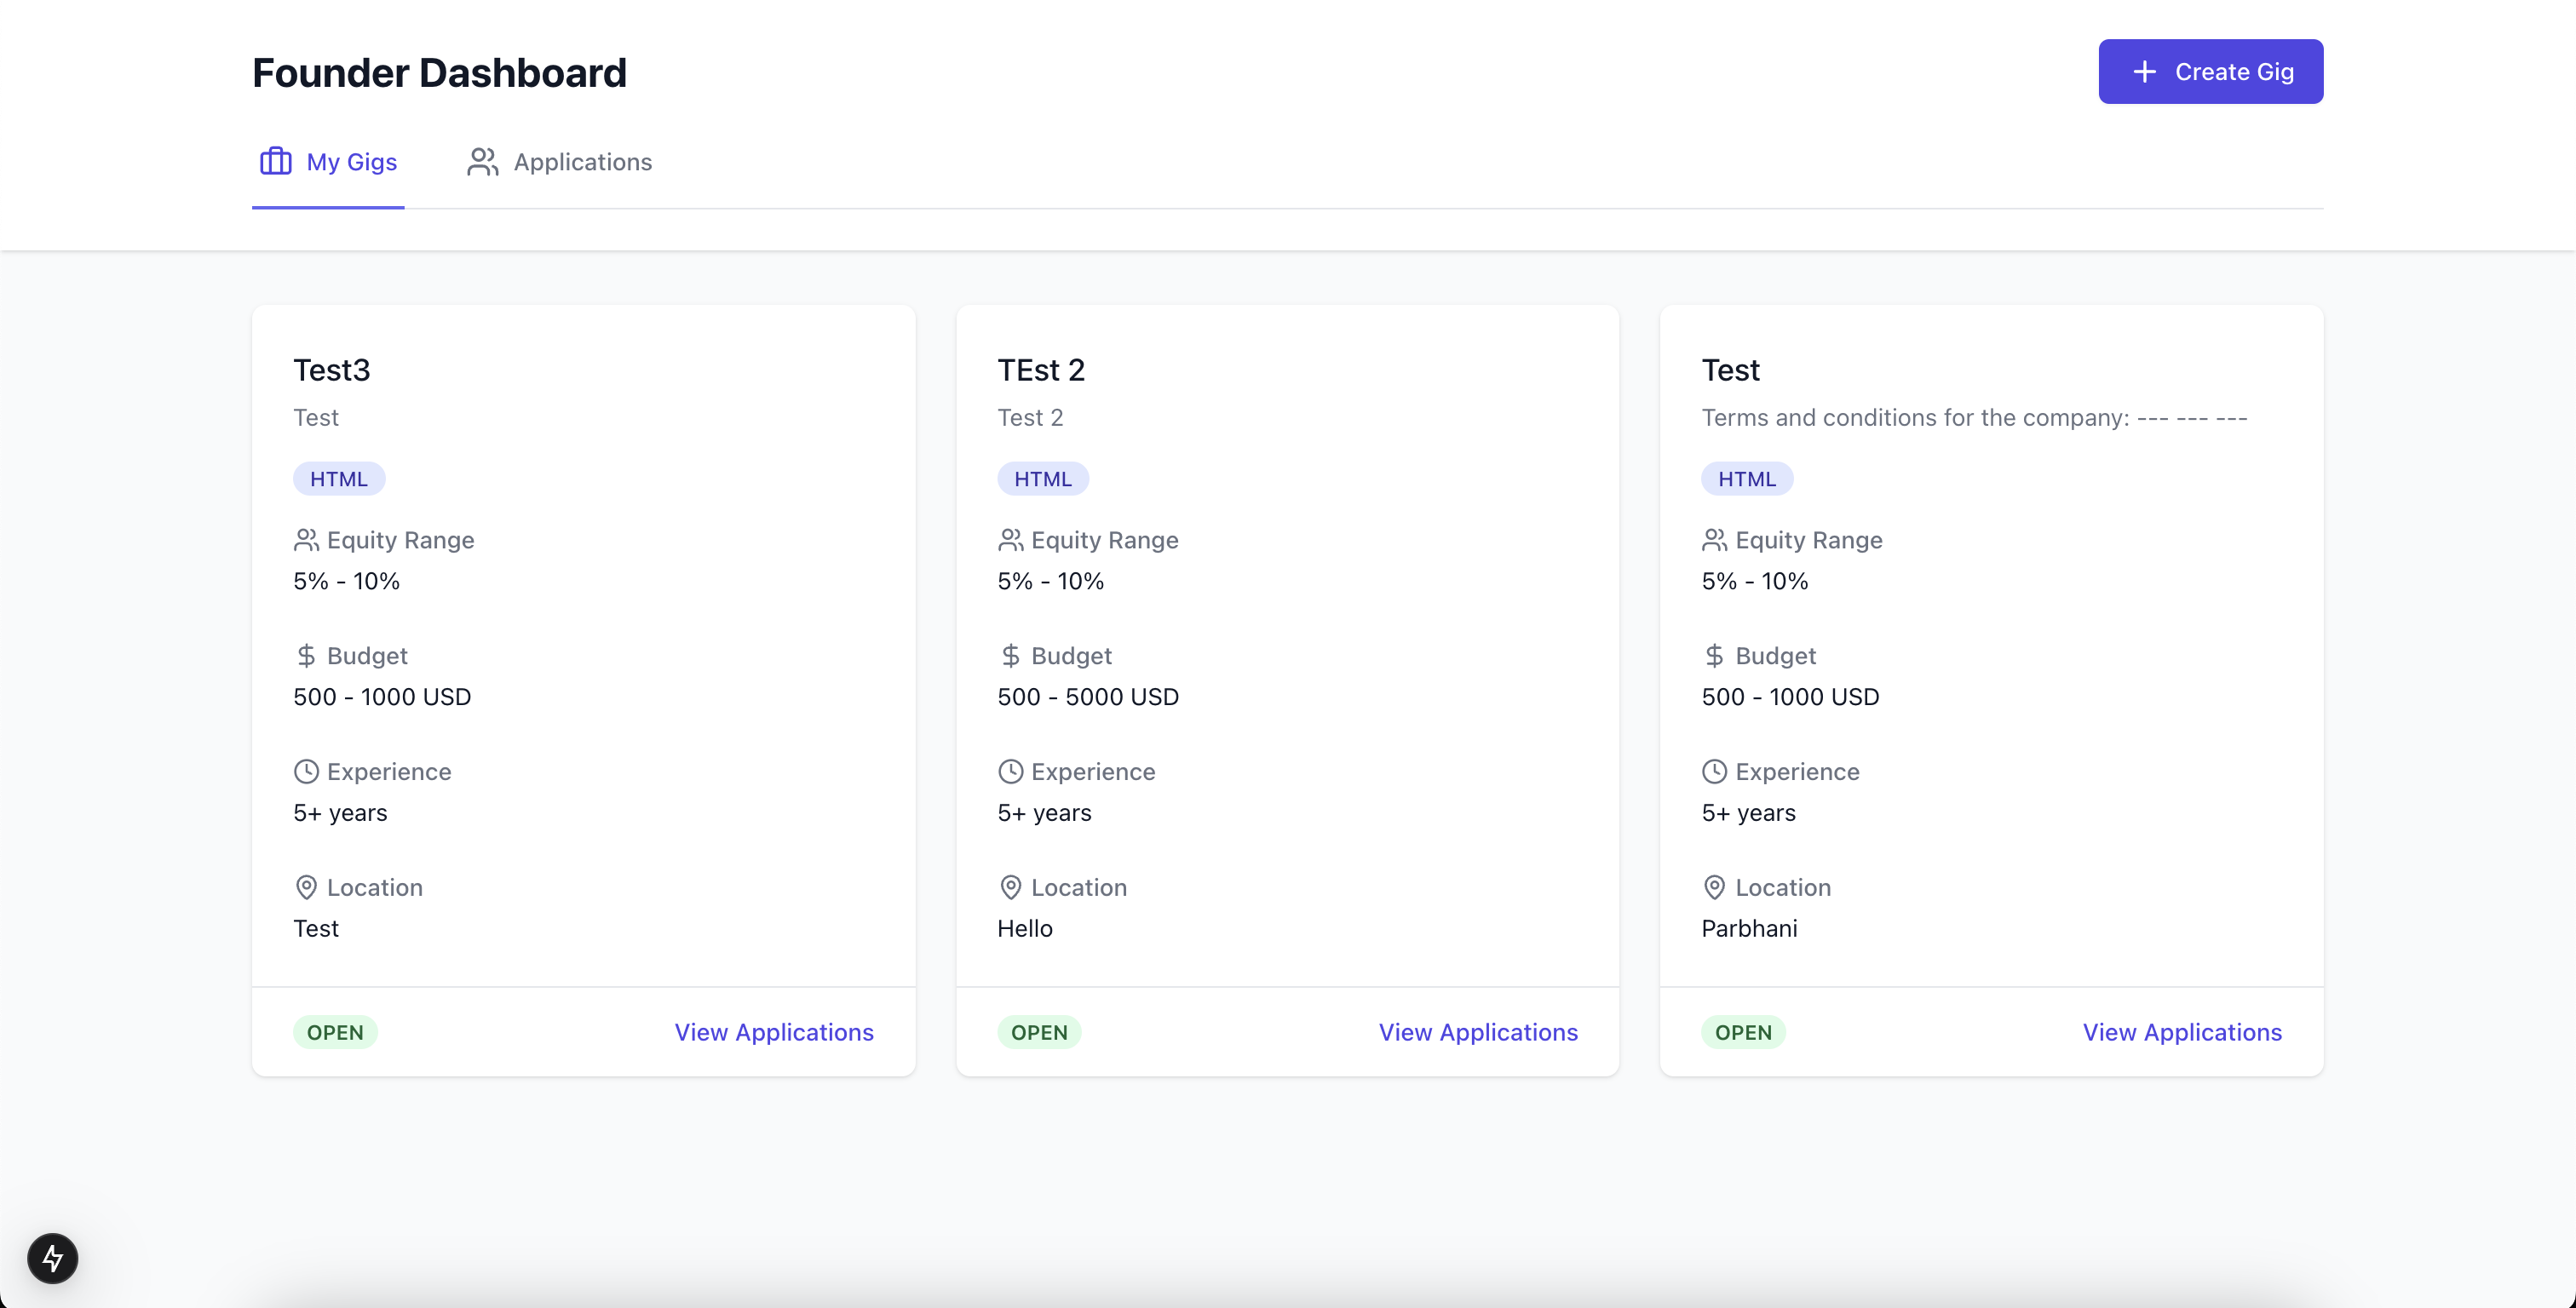 Founder Dashboard
Create Gig
My Gigs
Applications
Test3
Test
HTML
Equity Range
5% - 10%
Budget
500 - 1000 USD
Experience
5+ years
Location
Test
OPEN
View Applications
TEst 2
Test 2
HTML
Equity Range
5% - 10%
Budget
500 - 5000 USD
Experience
5+ years
Location
Hello
OPEN
View Applications
Test
Terms and conditions for the company: --- --- ---
HTML
Equity Range
5% - 10%
Budget
500 - 1000 USD
Experience
5+ years
Location
Parbhani
OPEN
View Applications